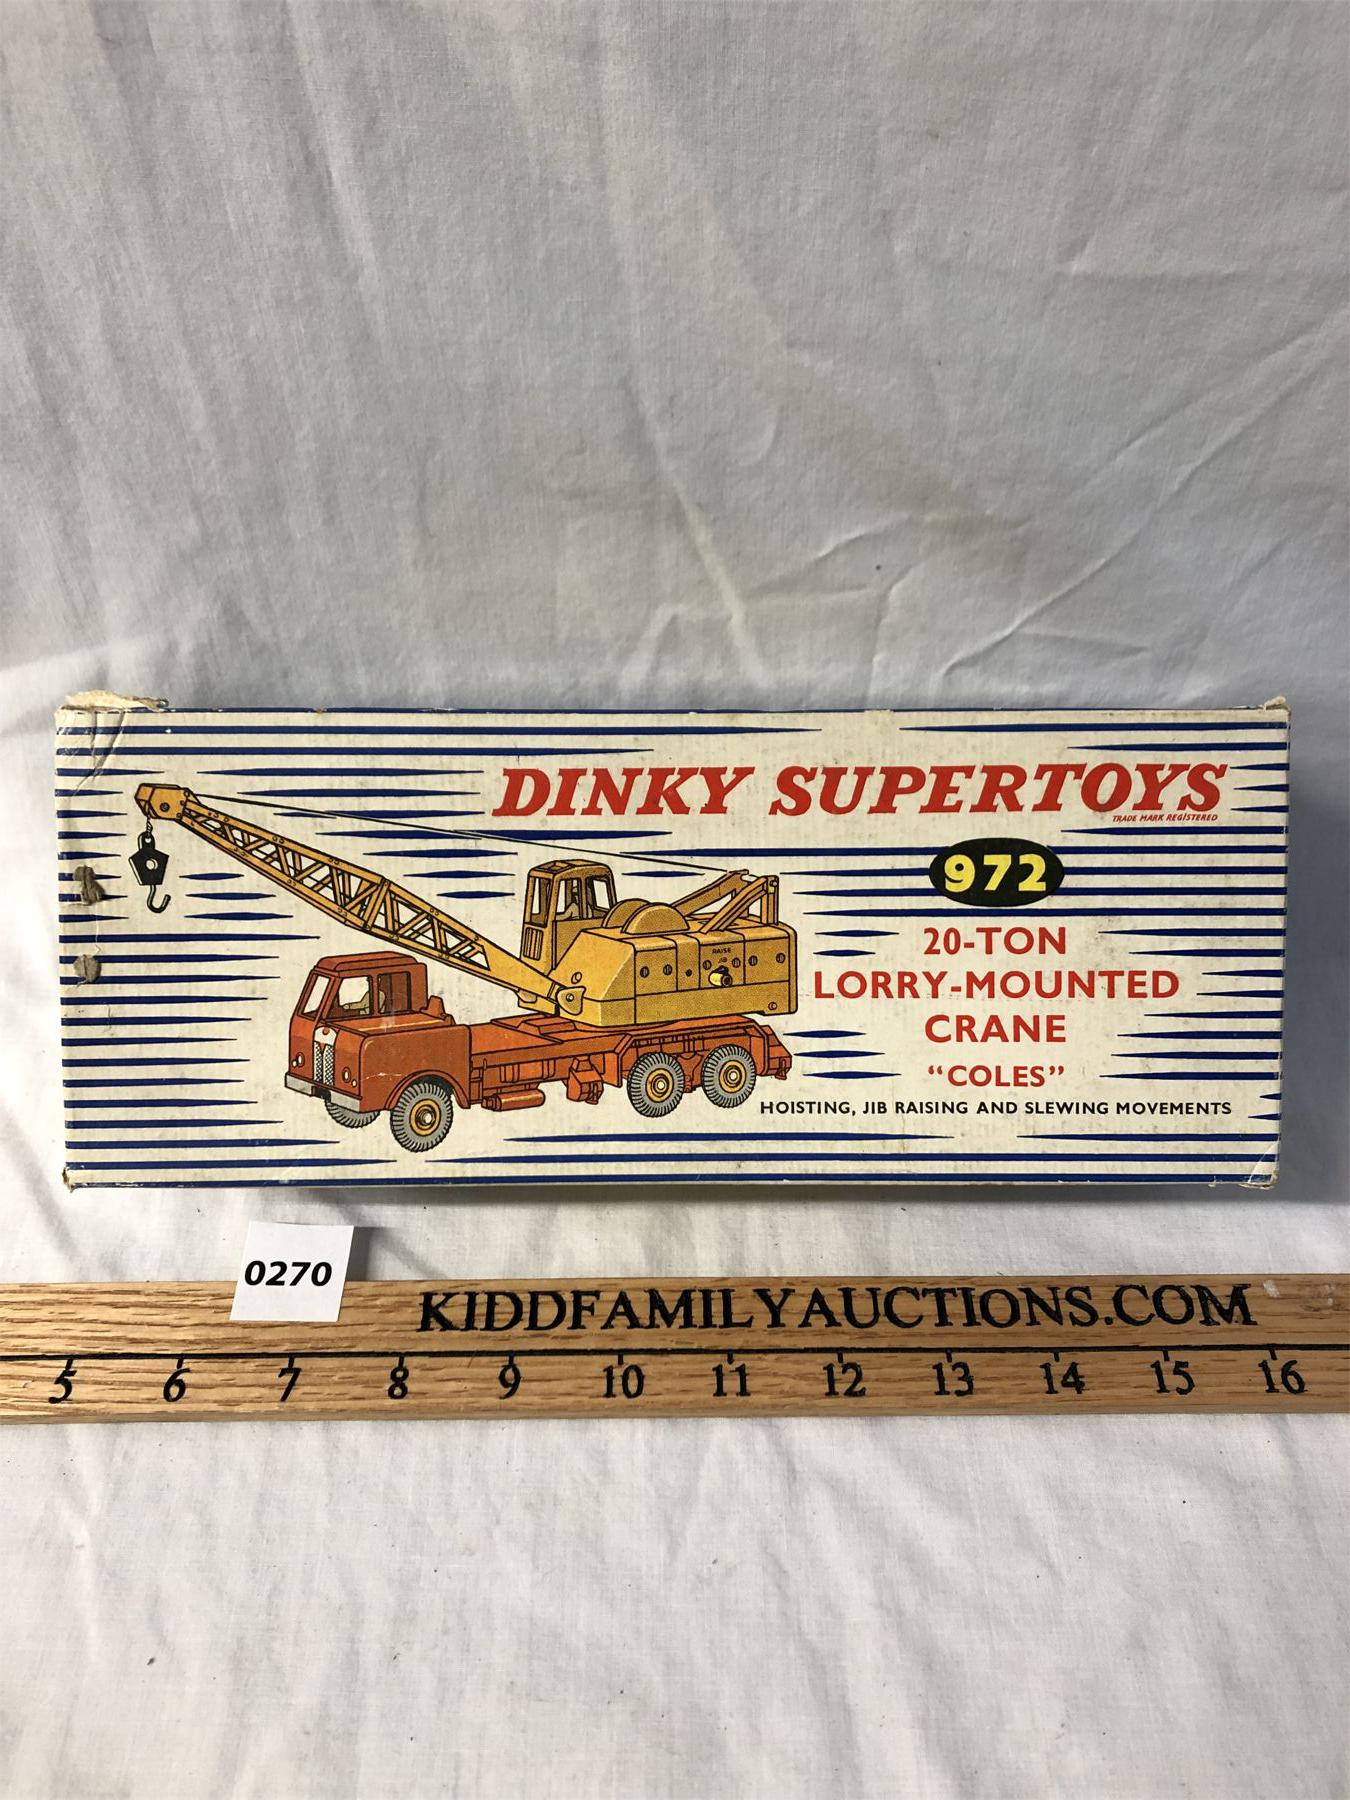 DINKY SUPERTOYS
TRADE MARK REGISTERED
972
20-TON
LORRY-MOUNTED
CRANE
"COLES"
HOISTING, JIB RAISING AND SLEWING MOVEMENTS
RAISE
JIB
0270
KIDDFAMILYAUCTIONS.COM
5 6 7 8 9 10 11 12 13 14 15 16